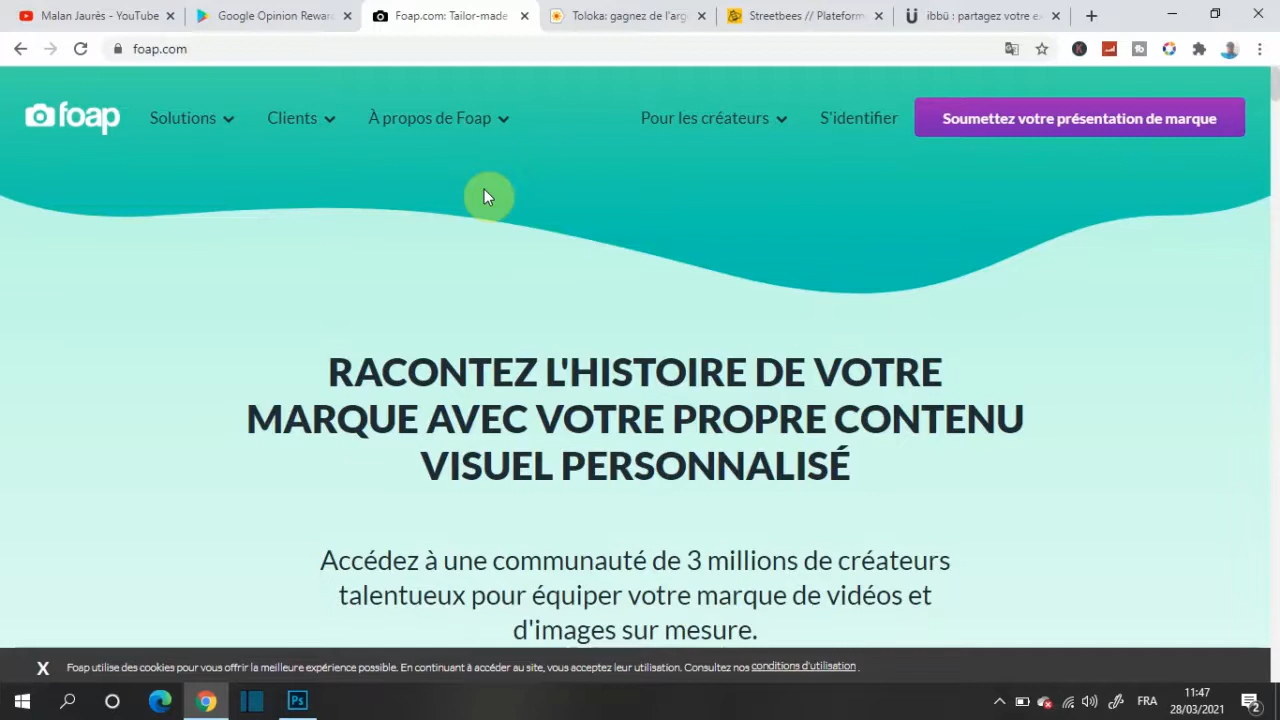 Malan Jaurès - YouTube
Google Opinion Rewar
Foap.com: Tailor-made
Toloka: gagnez de l'arg
Streetbees // Plateform
ibbü : partagez votre e
foap.com
foap
Solutions
Clients
À propos de Foap
Pour les créateurs
S'identifier
Soumettez votre présentation de marque
RACONTEZ L'HISTOIRE DE VOTRE
MARQUE AVEC VOTRE PROPRE CONTENU
VISUEL PERSONNALISÉ
Accédez à une communauté de 3 millions de créateurs
talentueux pour équiper votre marque de vidéos et
d'images sur mesure.
X Foap utilise des cookies pour vous offrir la meilleure expérience possible. En continuant à accéder au site, vous acceptez leur utilisation. Consultez nos conditions d'utilisation .
Ps
FRA
11:47
28/03/2021
2